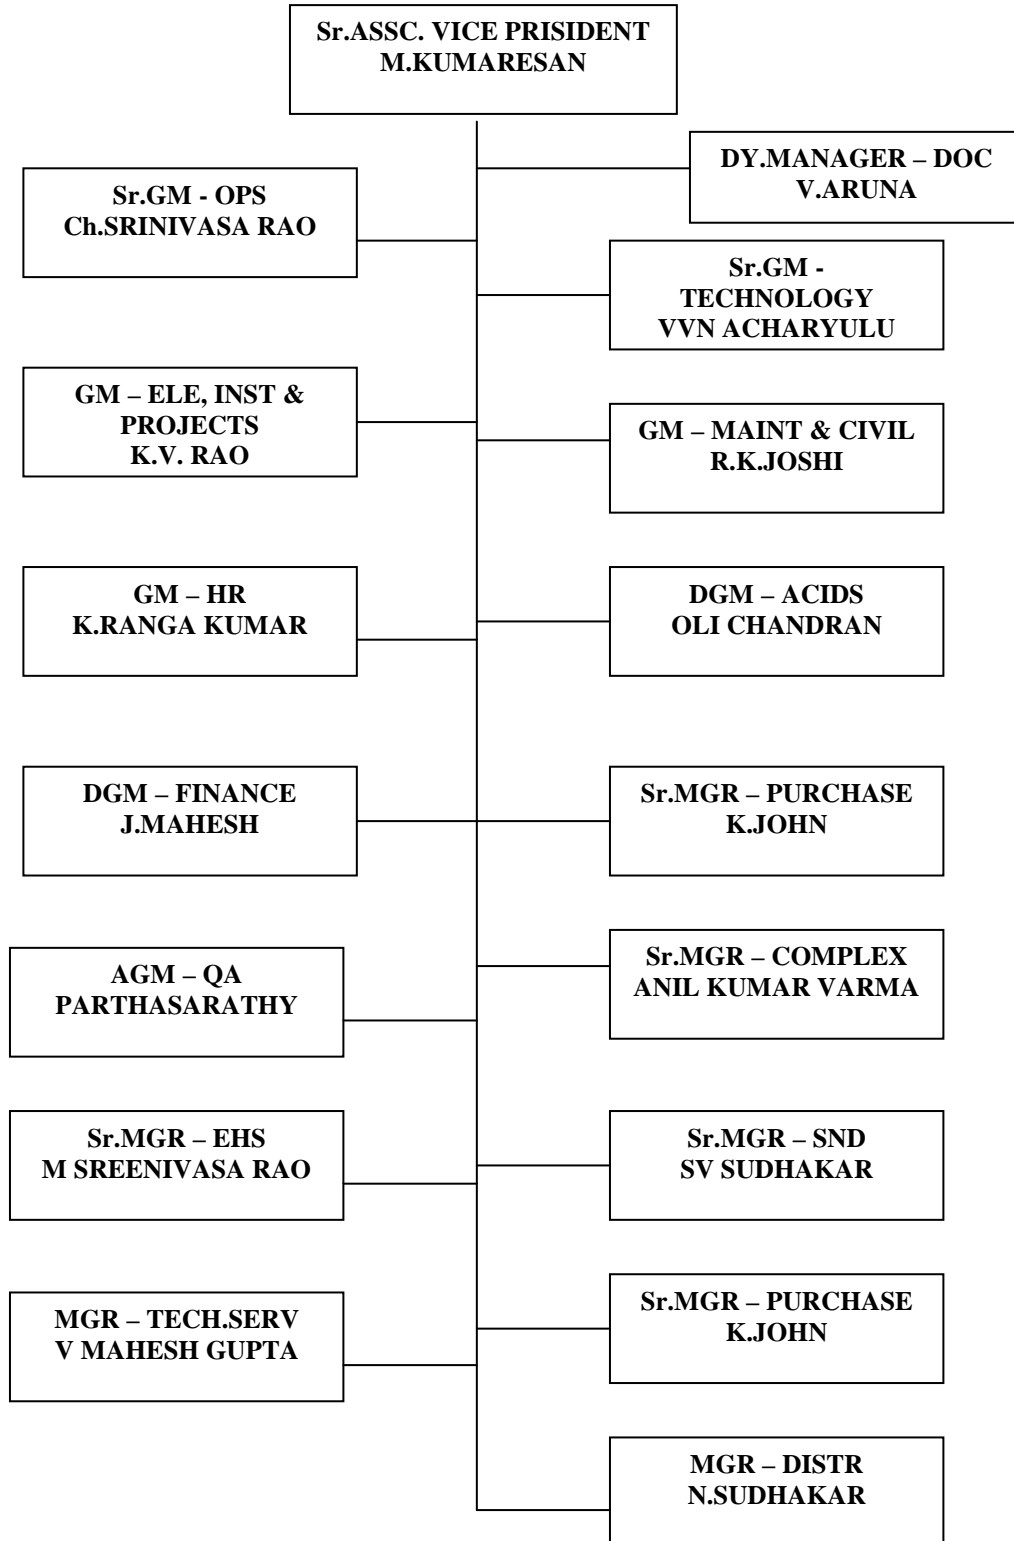 Sr.ASSC. VICE PRISIDENT
M.KUMARESAN
DY.MANAGER – DOC
V.ARUNA
Sr.GM - OPS
Ch.SRINIVASA RAO
Sr.GM -
TECHNOLOGY
VVN ACHARYULU
GM – ELE, INST &
PROJECTS
K.V. RAO
GM – MAINT & CIVIL
R.K.JOSHI
GM – HR
K.RANGA KUMAR
DGM – ACIDS
OLI CHANDRAN
DGM – FINANCE
J.MAHESH
Sr.MGR – PURCHASE
K.JOHN
AGM – QA
PARTHASARATHY
Sr.MGR – COMPLEX
ANIL KUMAR VARMA
Sr.MGR – EHS
M SREENIVASA RAO
Sr.MGR – SND
SV SUDHAKAR
MGR – TECH.SERV
V MAHESH GUPTA
Sr.MGR – PURCHASE
K.JOHN
MGR – DISTR
N.SUDHAKAR